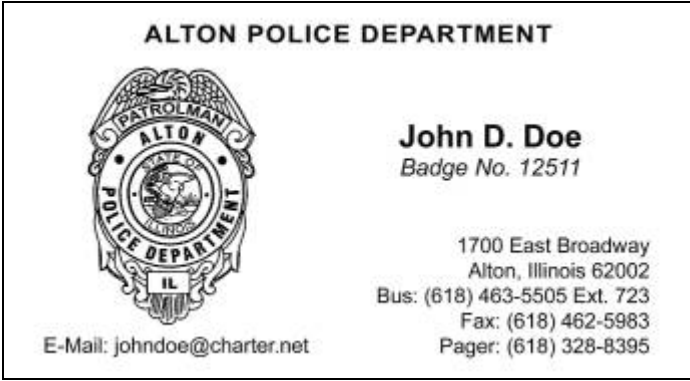 ALTON POLICE DEPARTMENT
PATROLMAN
ALTON
POLICE DEPARTMENT
STATE OF
ILLINOIS
IL
E-Mail: johndoe@charter.net
John D. Doe
Badge No. 12511
1700 East Broadway
Alton, Illinois 62002
Bus: (618) 463-5505 Ext. 723
Fax: (618) 462-5983
Pager: (618) 328-8395